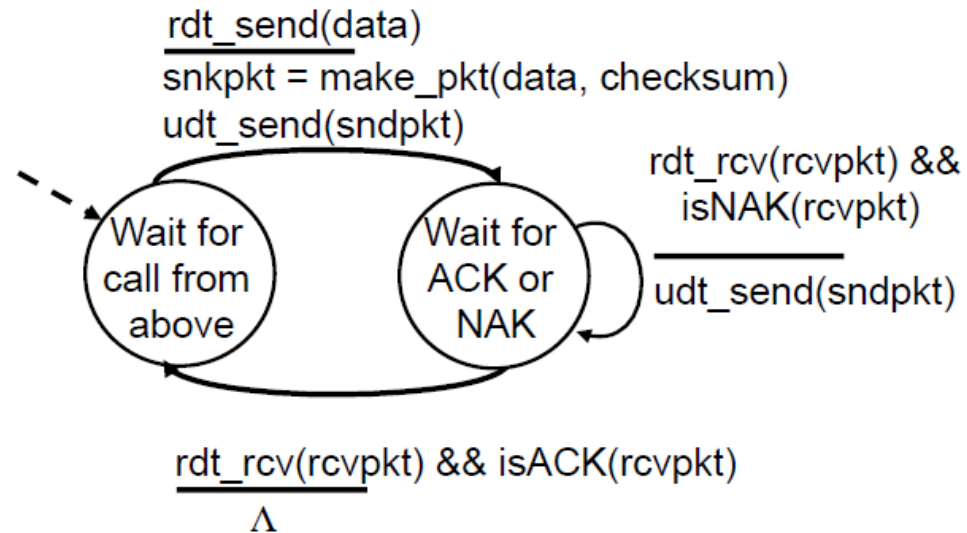 rdt_send(data)
snkpkt = make_pkt(data, checksum)
udt_send(sndpkt)
rdt_rcv(rcvpkt) &&
isNAK(rcvpkt)
udt_send(sndpkt)
Wait for
call from
above
Wait for
ACK or
NAK
rdt_rcv(rcvpkt) && isACK(rcvpkt)
Λ